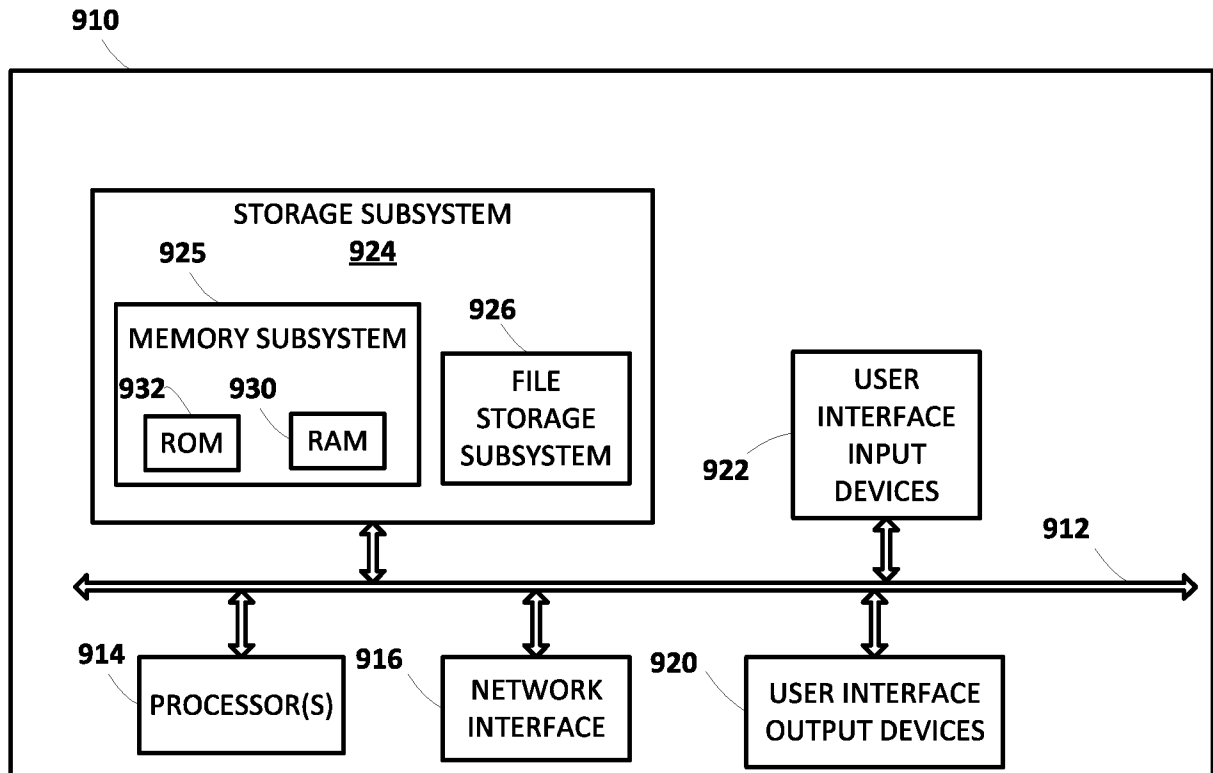 910
STORAGE SUBSYSTEM
924
925
MEMORY SUBSYSTEM
932
930
ROM
RAM
926
FILE
STORAGE
SUBSYSTEM
USER
INTERFACE
INPUT
DEVICES
922
912
914
PROCESSOR(S)
916
NETWORK
INTERFACE
920
USER INTERFACE
OUTPUT DEVICES